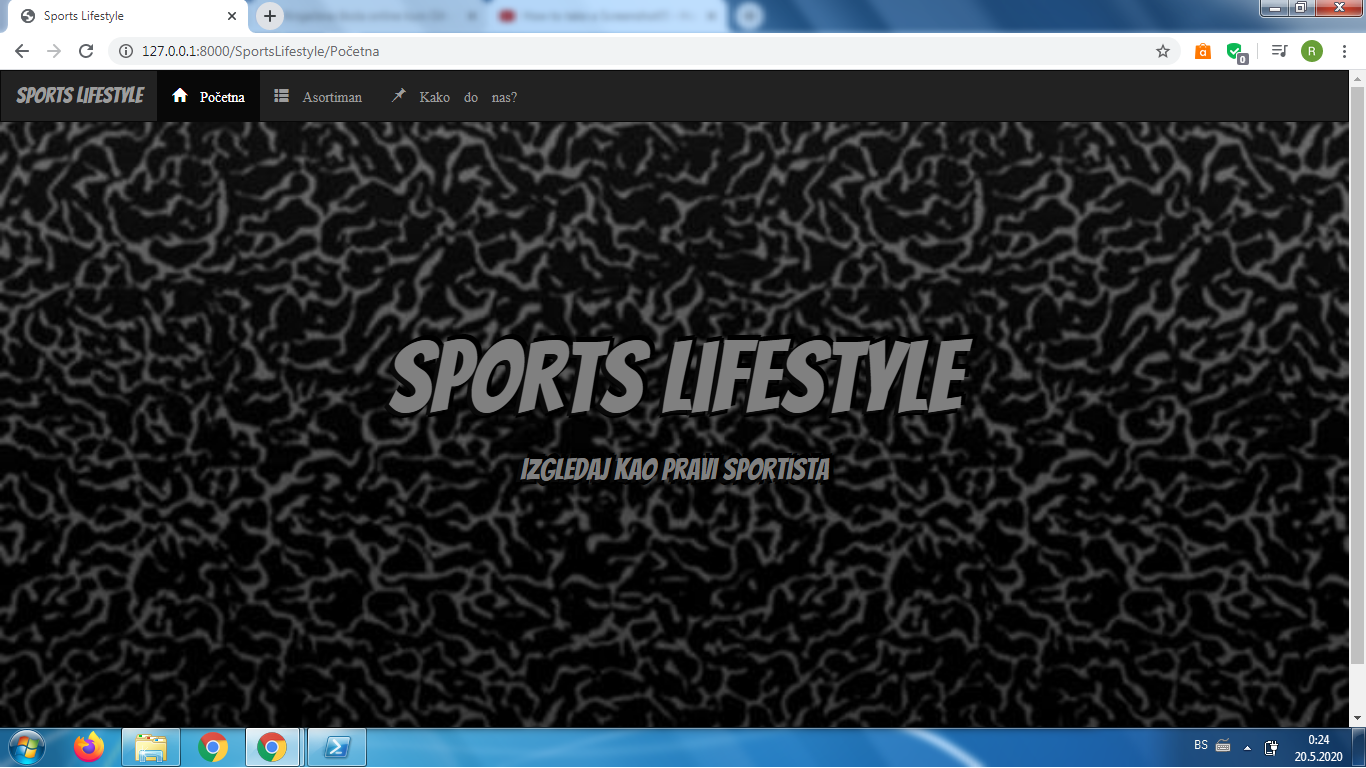 Sports Lifestyle
127.0.0.1:8000/SportsLifestyle/Početna
R
0
SPORTS LIFESTYLE Početna Asortiman Kako do nas?
SPORTS LIFESTYLE
IZGLEDAJ KAO PRAVI SPORTISTA
BS
0:24
20.5.2020